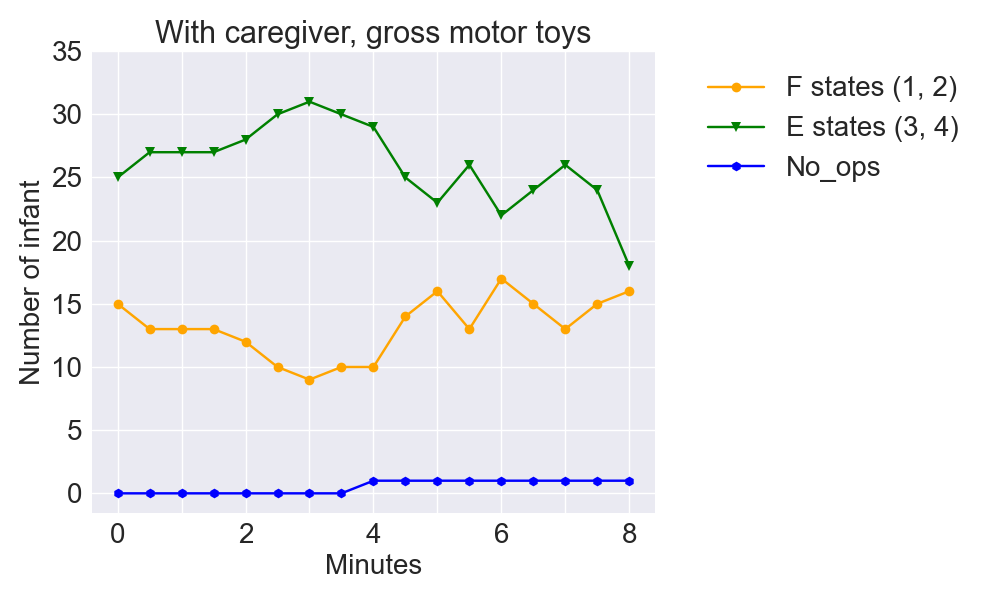 With caregiver, gross motor toys
35
30
25
20
15
10
5
0
Number of infant
0 2 4 6 8
Minutes
F states (1, 2)
E states (3, 4)
No_ops